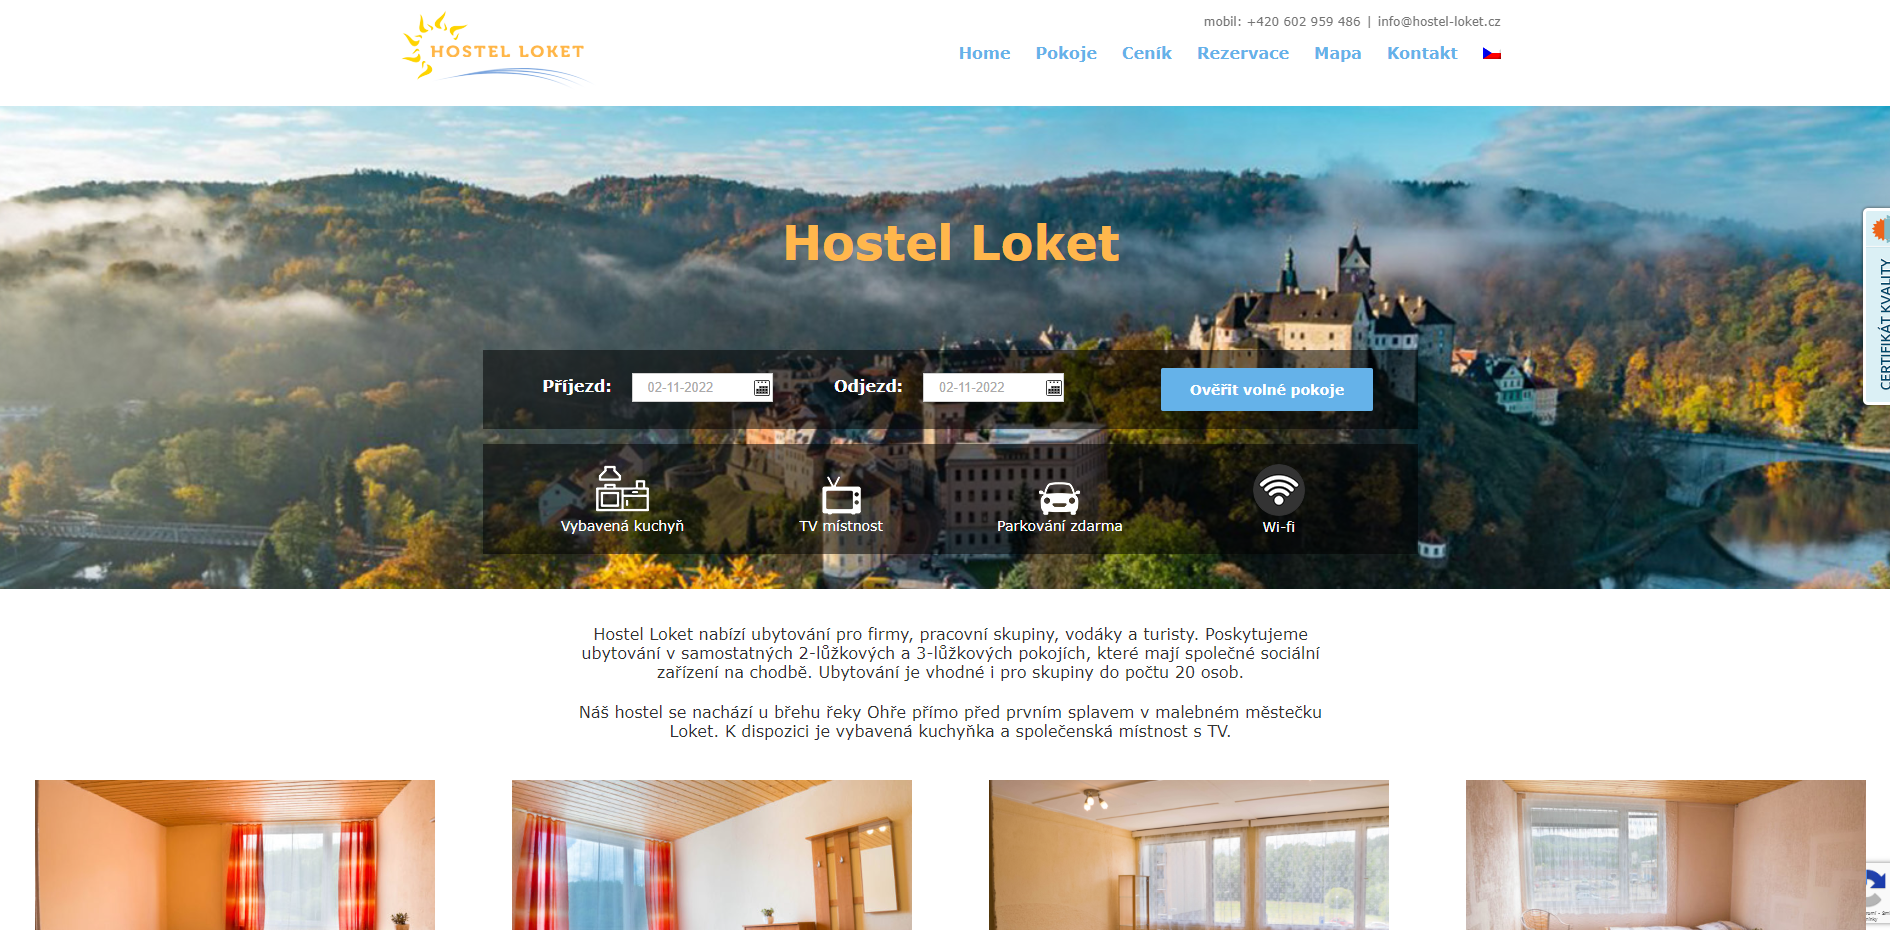 HOSTEL LOKET
mobil: +420 602 959 486 | info@hostel-loket.cz
Home Pokoje Ceník Rezervace Mapa Kontakt
Hostel Loket
CERTIFIKÁT KVALITY
Příjezd: 02-11-2022 Odjezd: 02-11-2022 Ověřit volné pokoje
Vybavená kuchyň TV místnost Parkování zdarma Wi-fi
Hostel Loket nabízí ubytování pro firmy, pracovní skupiny, vodáky a turisty. Poskytujeme
ubytování v samostatných 2-lůžkových a 3-lůžkových pokojích, které mají společné sociální
zařízení na chodbě. Ubytování je vhodné i pro skupiny do počtu 20 osob.
Náš hostel se nachází u břehu řeky Ohře přímo před prvním splavem v malebném městečku
Loket. K dispozici je vybavená kuchyňka a společenská místnost s TV.